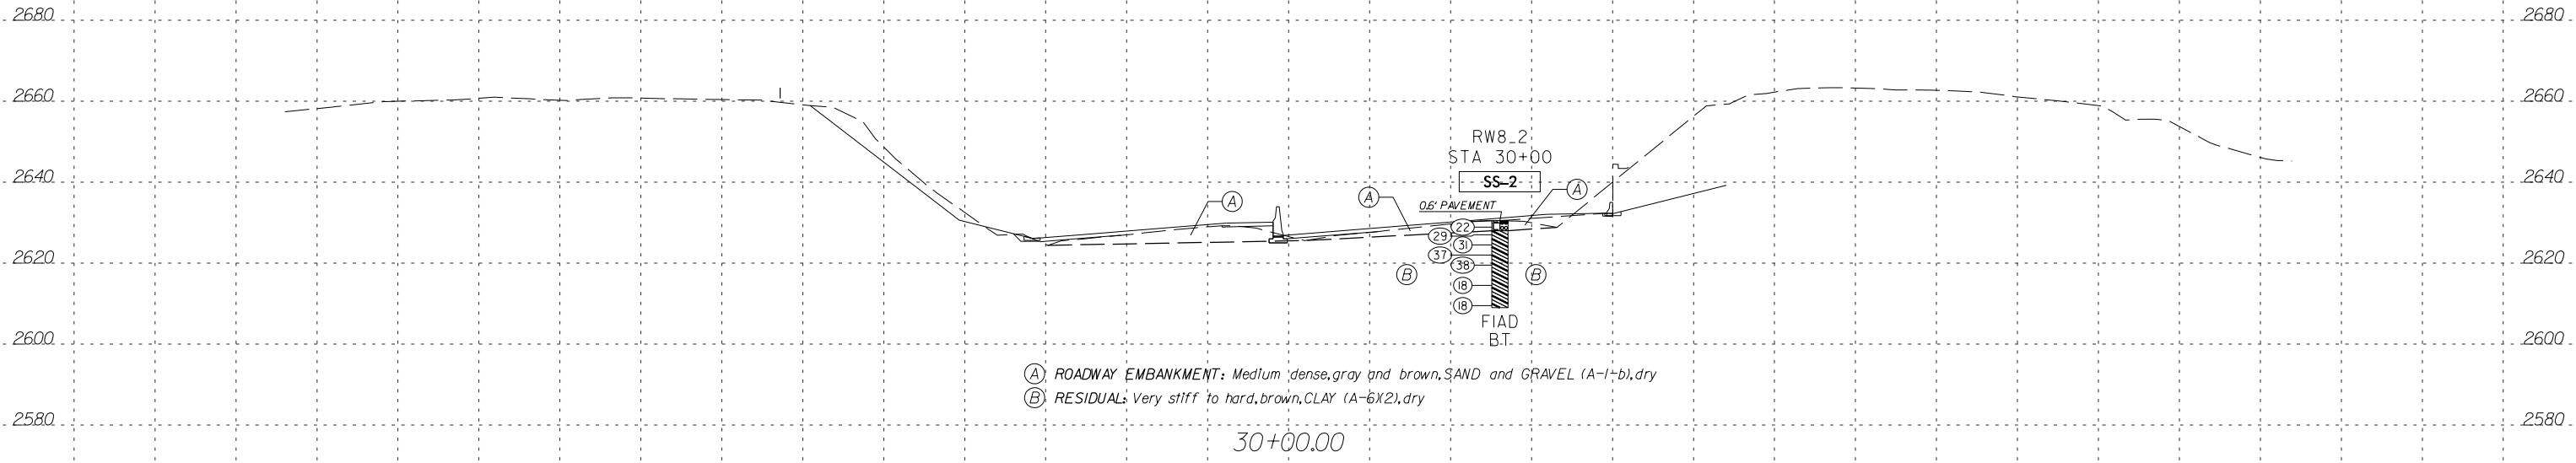 2680 2680
2660 2660
RW8_2
STA 30+00
2640 SS-2 A 2640
A A
0.6' PAVEMENT
22
29
31
37
2620 B 38 B 2620
18
18
FIAD
2600 BT 2600
A ROADWAY EMBANKMENT: Medium dense, gray and brown, SAND and GRAVEL (A-1-b), dry
B RESIDUAL: Very stiff to hard, brown, CLAY (A-6)(2), dry
2580 2580
30+00.00